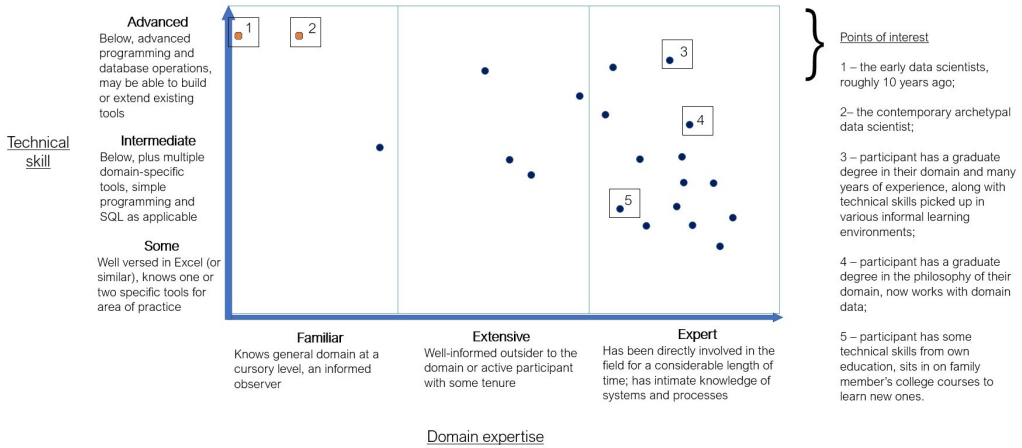 Advanced
Below, advanced
programming and
database operations,
may be able to build
or extend existing
tools
Technical
skill
Intermediate
Below, plus multiple
domain-specific
tools, simple
programming and
SQL as applicable
Some
Well versed in Excel (or
similar), knows one or
two specific tools for
area of practice
1
2
3
4
5
Familiar
Knows general domain at a
cursory level, an informed
observer
Extensive
Well-informed outsider to the
domain or active participant
with some tenure
Expert
Has been directly involved in the
field for a considerable length of
time; has intimate knowledge of
systems and processes
Domain expertise
Points of interest
1 – the early data scientists,
roughly 10 years ago;
2– the contemporary archetypal
data scientist;
3 – participant has a graduate
degree in their domain and many
years of experience, along with
technical skills picked up in
various informal learning
environments;
4 – participant has a graduate
degree in the philosophy of their
domain, now works with domain
data;
5 – participant has some
technical skills from own
education, sits in on family
member's college courses to
learn new ones.